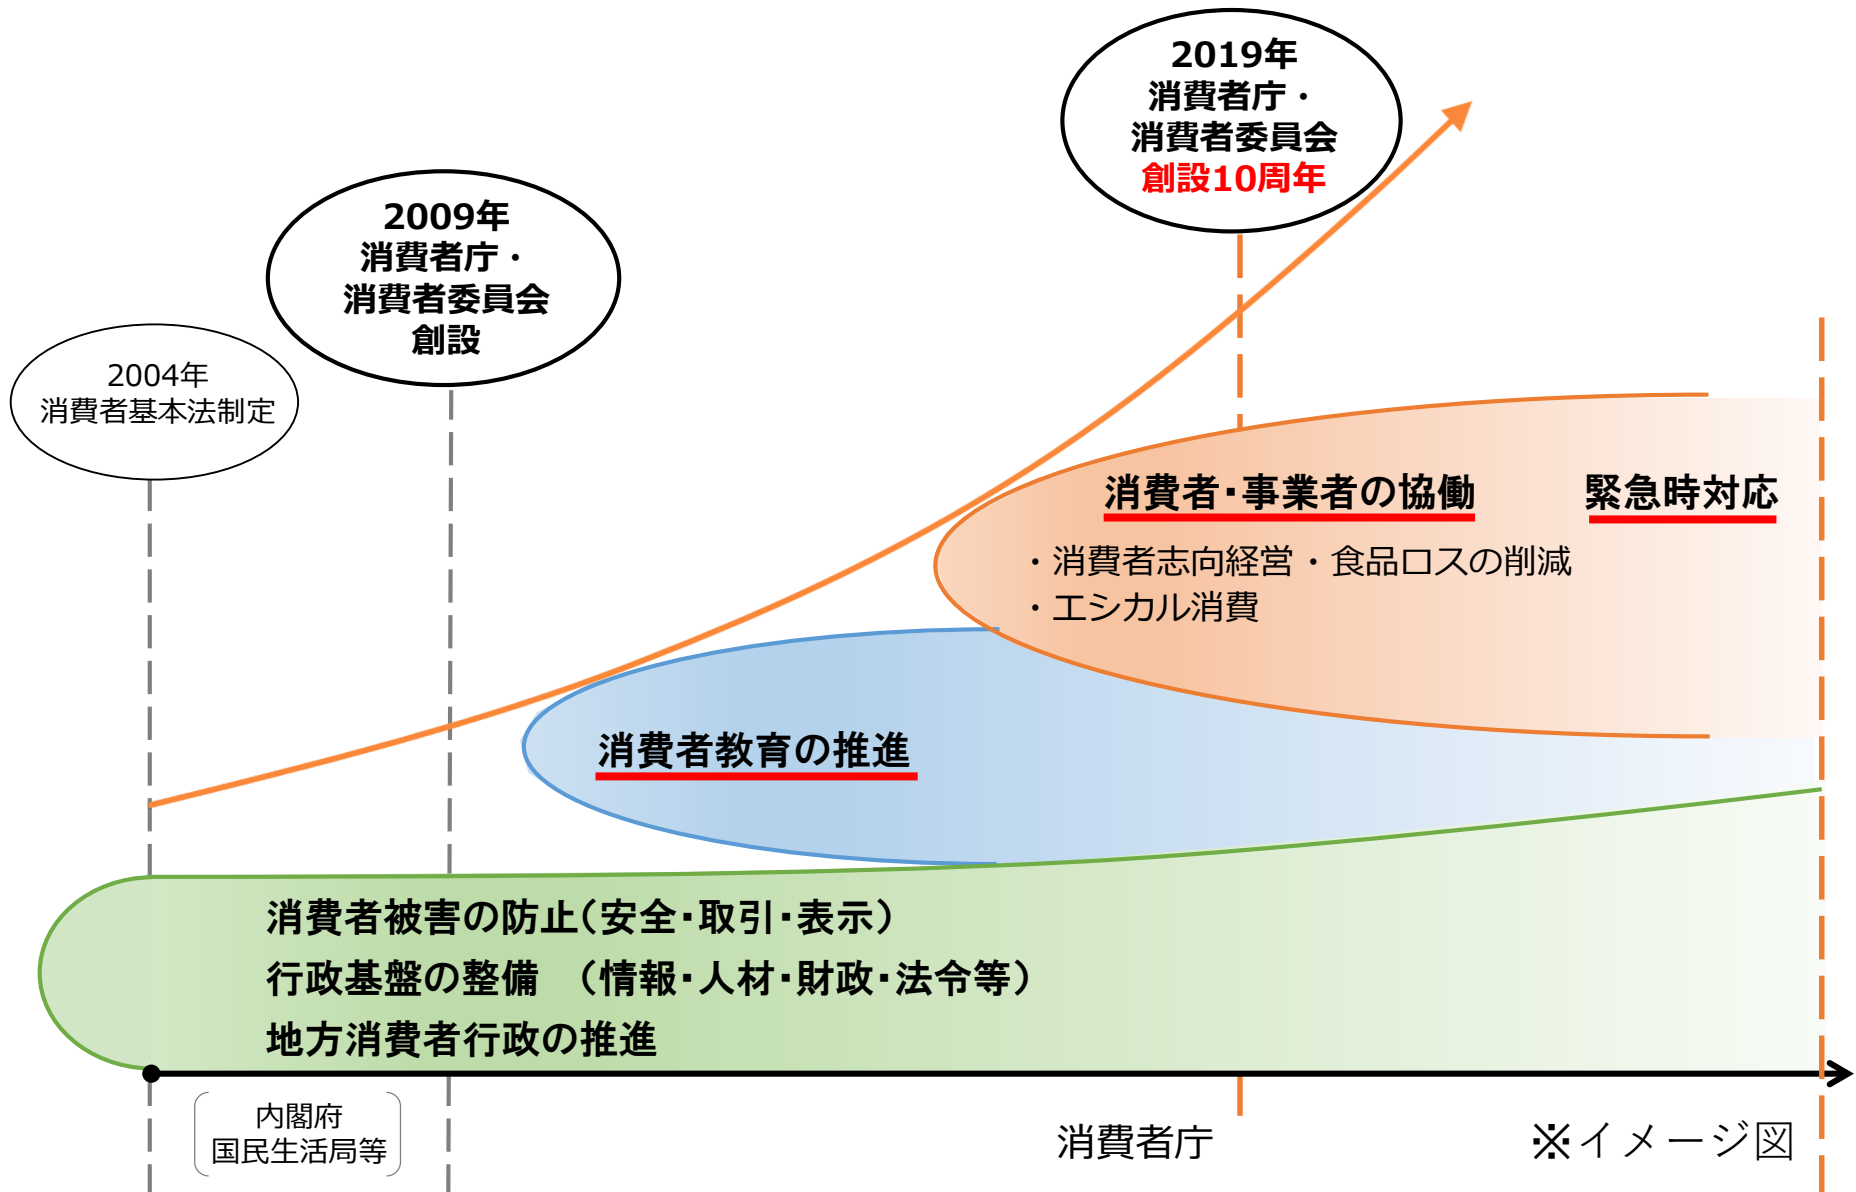 2019年
消費者庁・
消費者委員会
創設10周年
2009年
消費者庁・
消費者委員会
創設
2004年
消費者基本法制定
消費者・事業者の協働
緊急時対応
・消費者志向経営・食品ロスの削減
・エシカル消費
消費者教育の推進
消費者被害の防止（安全・取引・表示）
行政基盤の整備　（情報・人材・財政・法令等）
地方消費者行政の推進
内閣府
国民生活局等
消費者庁
※イメージ図